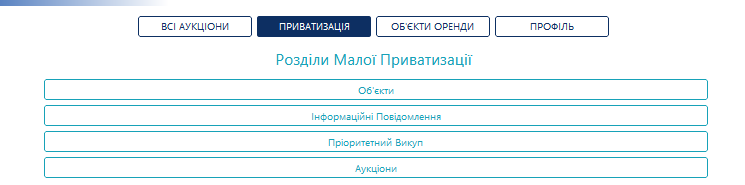 ВСІ АУКЦІОНИ ПРИВАТИЗАЦІЯ ОБ'ЄКТИ ОРЕНДИ ПРОФІЛЬ
Розділи Малої Приватизації
Об'єкти
Інформаційні Повідомлення
Пріоритетний Викуп
Аукціони